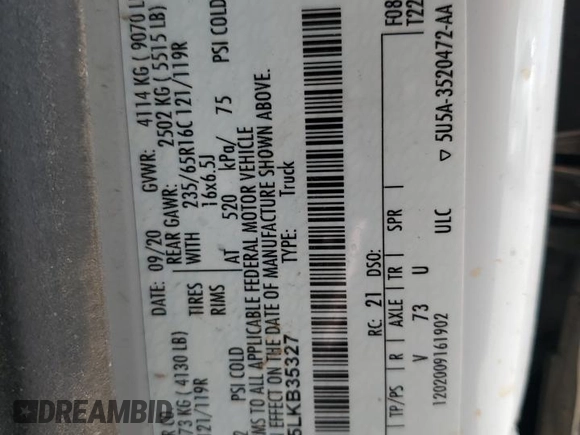 DATE: 09/20 GVWR: 4114 KG ( 9070 L
REAR GAWR: 2502 KG ( 5515 LB)
73 KG ( 4130 LB) TIRES WITH 235/65R16C 121/119R
121/119R RIMS 16x6.5J
PSI COLD AT 520 kPa/ 75 PSI COLD
MS TO ALL APPLICABLE FEDERAL MOTOR VEHICLE
EFFECT ON THE DATE OF MANUFACTURE SHOWN ABOVE.
5LKB35327 TYPE: Truck
F08
T22
RC: 21 DSO:
TP/PS R AXLE TR SPR
V 73 U ULC
1202009161902 ▽ 5U5A-3520472-AA
DREAMBID